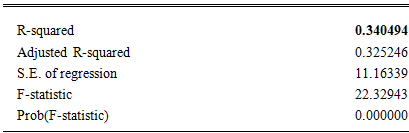 R-squared 0.340494
Adjusted R-squared 0.325246
S.E. of regression 11.16339
F-statistic 22.32943
Prob(F-statistic) 0.000000